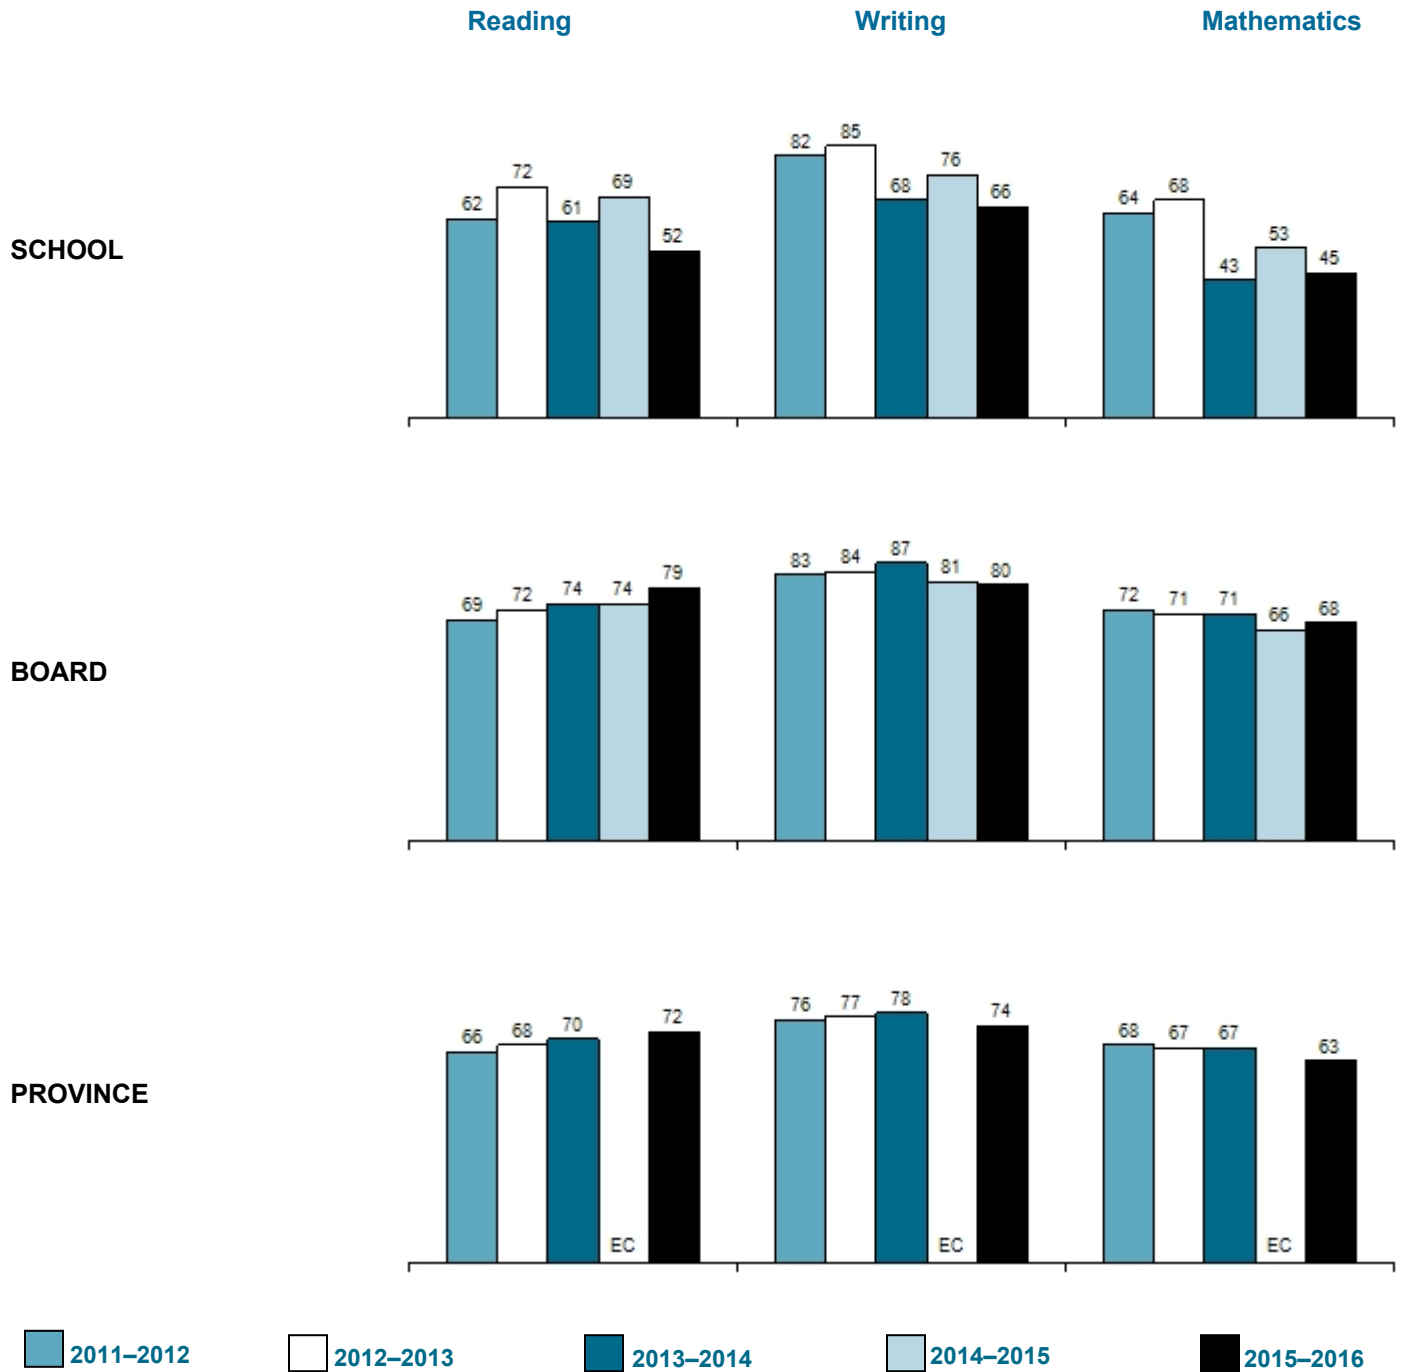 Reading Writing Mathematics
SCHOOL
62 72 61 69 52 82 85 68 76 66 64 68 43 53 45
BOARD
69 72 74 74 79 83 84 87 81 80 72 71 71 66 68
PROVINCE
66 68 70 EC 72 76 77 78 EC 74 68 67 67 EC 63
2011–2012 2012–2013 2013–2014 2014–2015 2015–2016